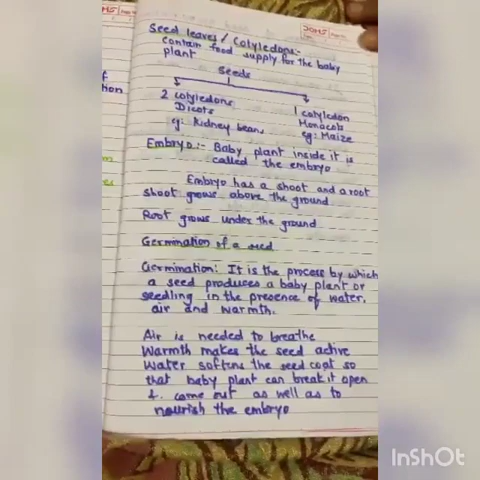 Seed leaves / Cotyledons:-
contain food supply for the baby
plant
Seeds
2 cotyledons
Dicots
eg: Kidney beans
1 cotyledon
Monocots
eg: Maize
Embryo:- Baby plant inside it is
called the embryo
Embryo has a shoot and a root
shoot grows above the ground
Root grows under the ground
Germination of a seed
Germination: It is the process by which
a seed produces a baby plant or
seedling in the presence of water,
air and warmth.
Air is needed to breathe
Warmth makes the seed active
Water softens the seed coat so
that baby plant can break it open
&. come out as well as to
nourish the embryo
InShOt